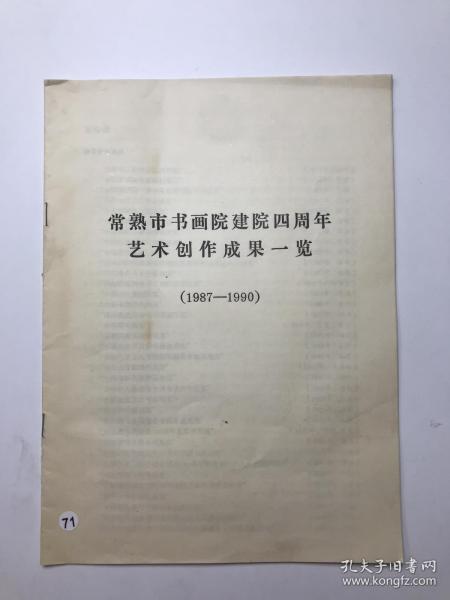 常熟市书画院建院四周年
艺术创作成果一览
(1987—1990)
71
孔夫子旧书网
www.kongfz.com